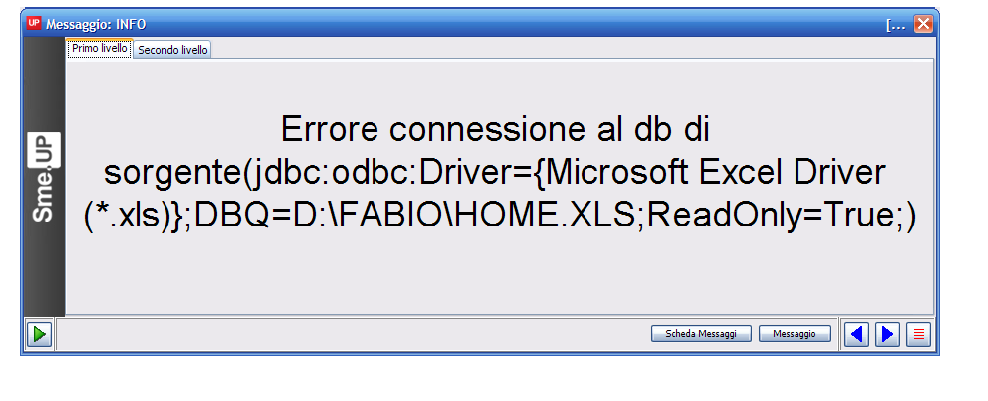 UP Messaggio: INFO [...
Primo livello Secondo livello
Sme.UP
Errore connessione al db di
sorgente(jdbc:odbc:Driver={Microsoft Excel Driver
(*.xls)};DBQ=D:\FABIO\HOME.XLS;ReadOnly=True;)
Scheda Messaggi Messaggio